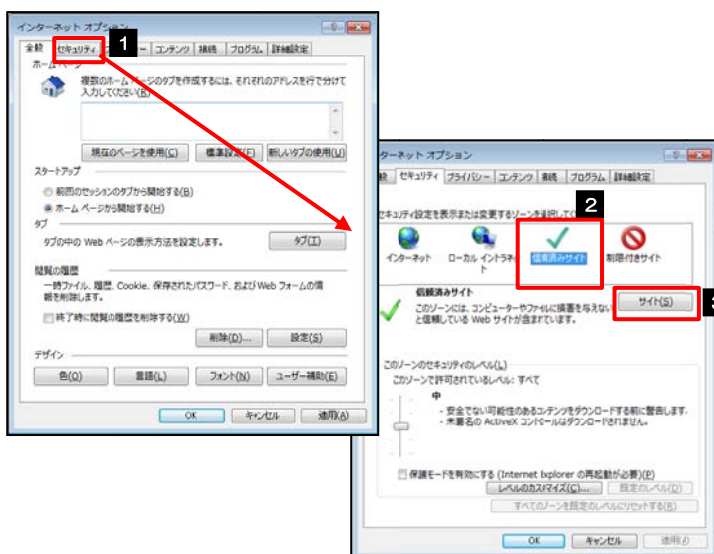 インターネット オプション
1
全般 セキュリティ コンテンツ 接続 プログラム 詳細設定
ホーム ページ
複数のホーム ページのタブを作成するには、それぞれのアドレスを行で分けて
入力してください(R)
現在のページを使用(C) 標準設定(F) 新しいタブの使用(U)
スタートアップ
前回のセッションのタブから開始する(B)
ホーム ページから開始する(H)
タブ
タブの中の Web ページの表示方法を設定します。 タブ(T)
閲覧の履歴
一時ファイル、履歴、Cookie、保存されたパスワード、および Web フォームの情
報を削除します。
終了時に閲覧の履歴を削除する(W)
削除(D)... 設定(S)
デザイン
色(O) 言語(L) フォント(N) ユーザー補助(E)
OK キャンセル 適用(A)
ターネット オプション
セキュリティ プライバシー コンテンツ 接続 プログラム 詳細設定
2
キュリティ設定を表示または変更するゾーンを選択して
インターネット ローカル イントラネット 信頼済みサイト 制限付きサイト
信頼済みサイト
サイト(S)
3
このゾーンには、コンピューターやファイルに損害を与えない
と信頼している Web サイトが含まれています。
このゾーンのセキュリティのレベル(L)
このゾーンで許可されているレベル: すべて
中
- 安全でない可能性のあるコンテンツをダウンロードする前に警告します。
- 未署名の ActiveX コントロールはダウンロードされません。
保護モードを有効にする (Internet Explorer の再起動が必要)(P)
レベルのカスタマイズ(C)... 既定のレベル(D)
すべてのゾーンを既定のレベルにリセットする(R)
OK キャンセル 適用(A)